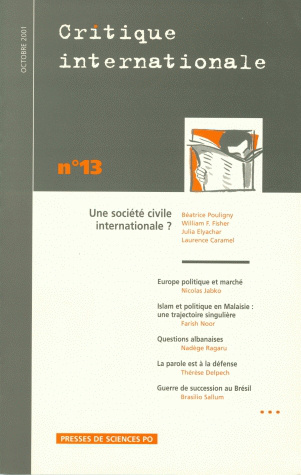 OCTOBRE 2001
Critique
internationale
n°13
Une société civile
internationale ?
Béatrice Pouligny
William F. Fisher
Julia Elyachar
Laurence Caramel
Europe politique et marché
Nicolas Jabko
Islam et politique en Malaisie :
une trajectoire singulière
Farish Noor
Questions albanaises
Nadège Ragaru
La parole est à la défense
Thérèse Delpech
Guerre de succession au Brésil
Brasilio Sallum
...
PRESSES DE SCIENCES PO